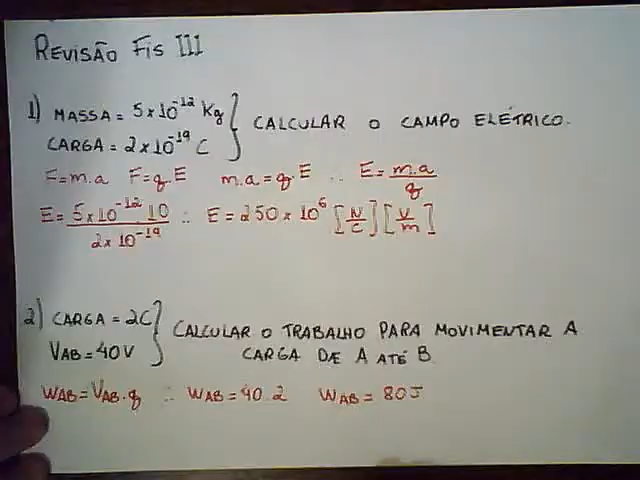 REVISÃO FIS III
1) MASSA = 5x10^-12 Kg } CALCULAR O CAMPO ELÉTRICO.
CARGA = 2x10^-19 C
F=m.a F=q.E m.a=q.E ∴ E=m.a/q
E=5x10^-12.10/2x10^-19 ∴ E=250x10^6 [N/C][V/m]
2) CARGA = 2C } CALCULAR O TRABALHO PARA MOVIMENTAR A
VAB=40V CARGA DE A ATÉ B
WAB=VAB.q ∴ WAB=40.2 WAB=80J